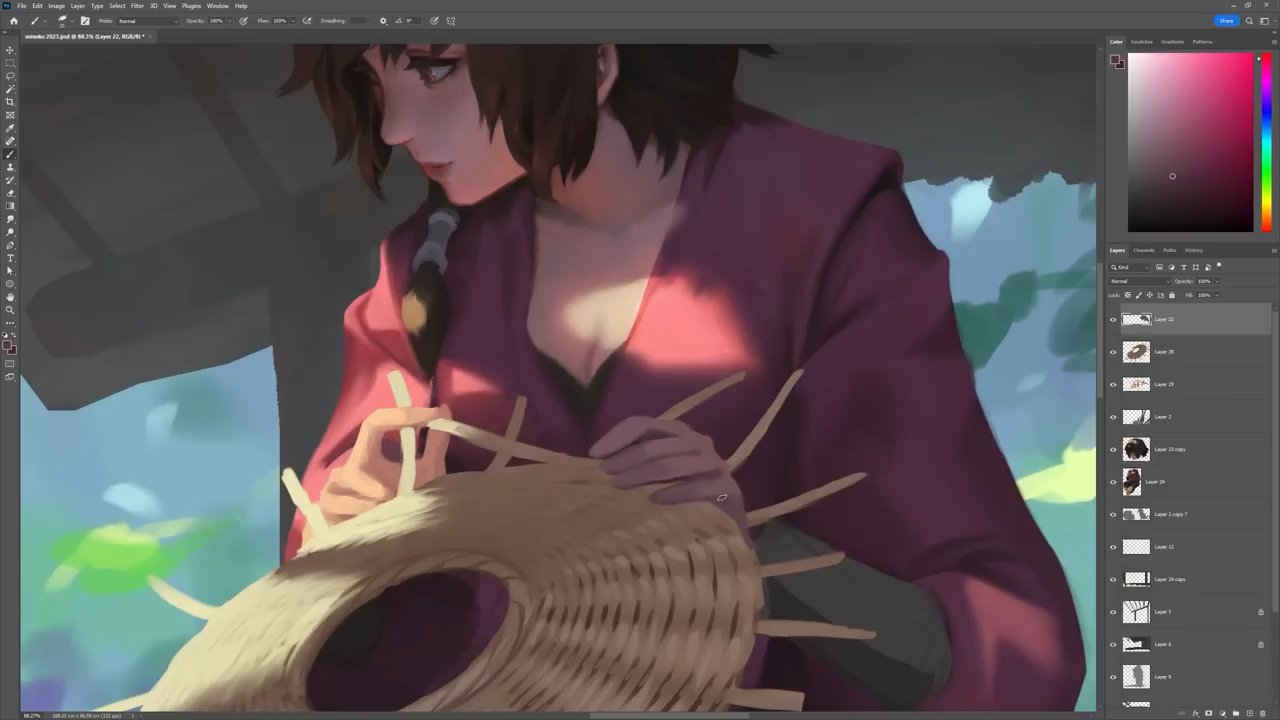 File Edit Image Layer Type Select Filter 3D View Plugins Window Help
Mode: Normal Opacity: 100% Flow: 100% Smoothing: 0° Share
mineko 2023.psd @ 88.3% (Layer 22, RGB/8) *
Color Swatches Gradients Patterns
Layers Channels Paths History
Kind
Normal Opacity: 100%
Lock: Fill: 100%
Layer 22
Layer 28
Layer 29
Layer 2
Layer 23 copy
Layer 24
Layer 2 copy 7
Layer 12
Layer 24 copy
Layer 5
Layer 6
Layer 8
88.27%